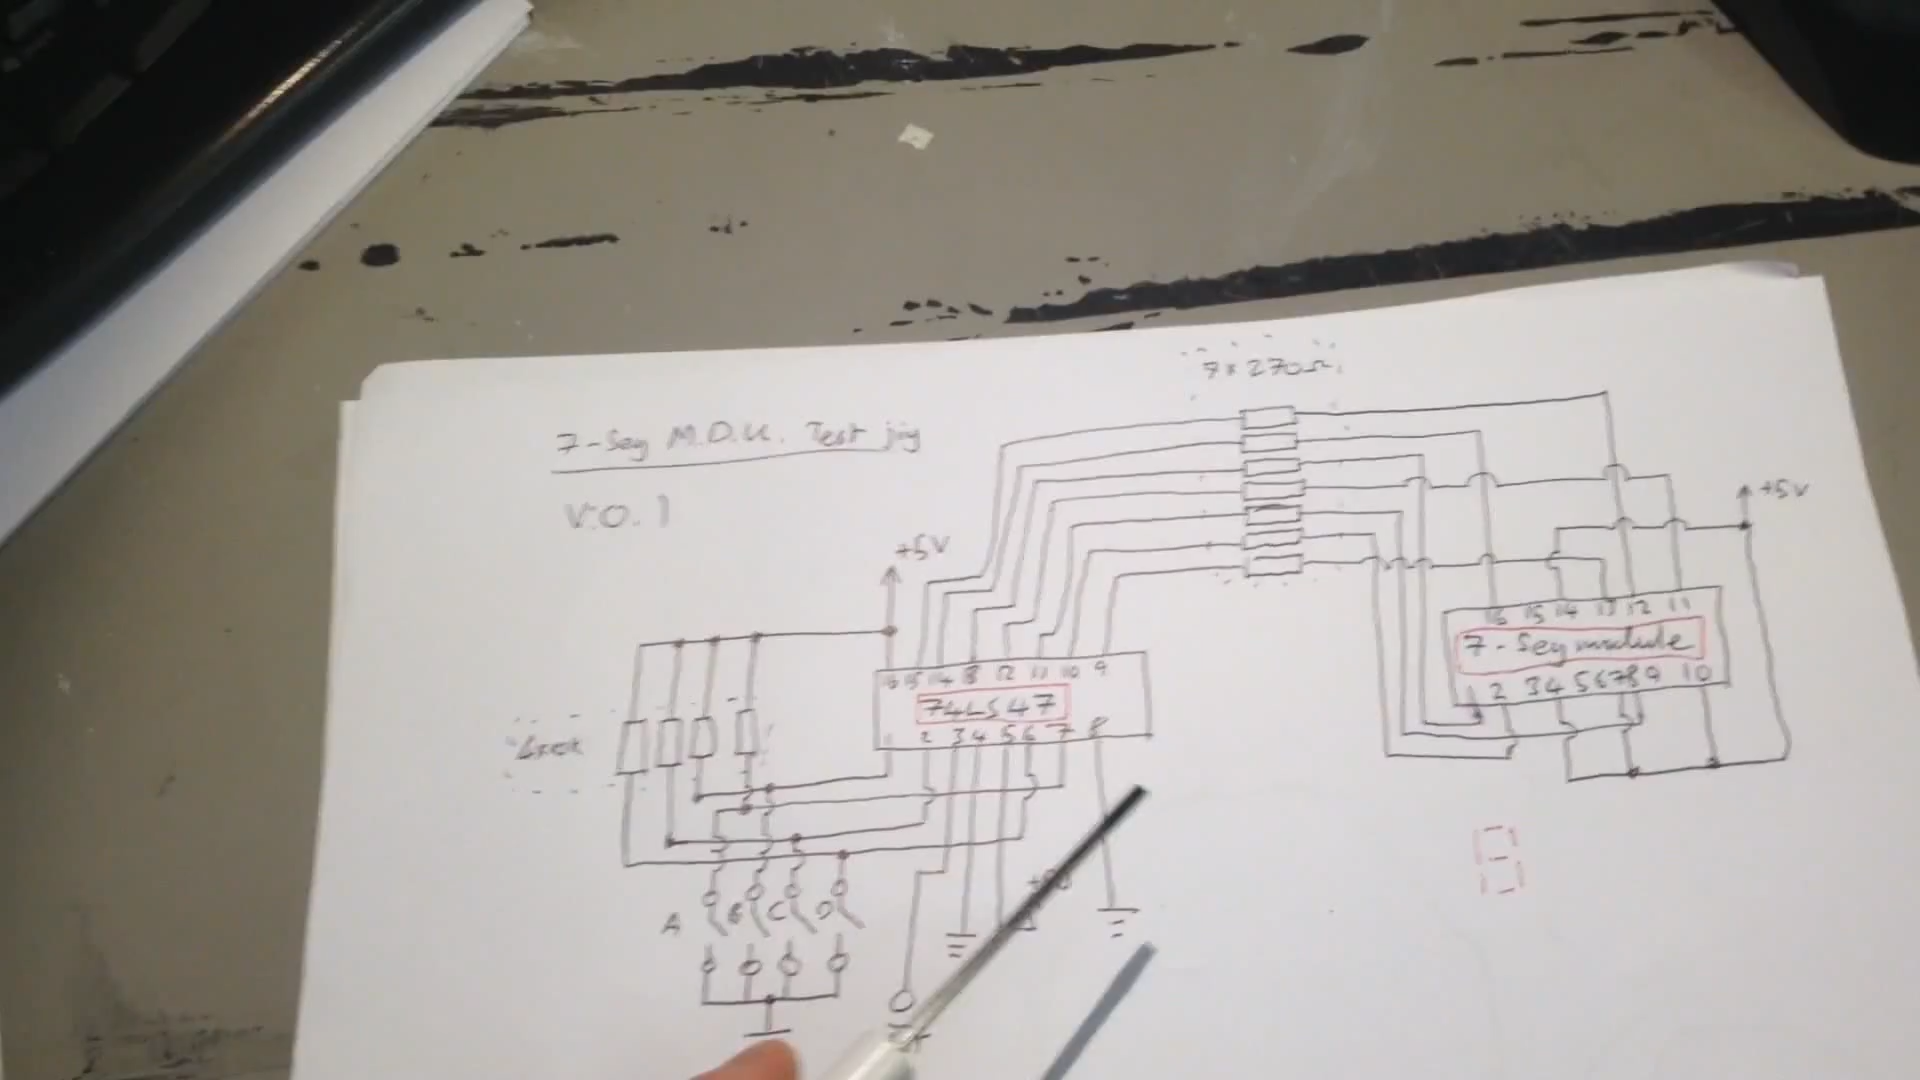 7-Seg M.D.U. Test jig
V.O.1
7x270Ω
+5V
+5V
16 15 14 13 12 11 10 9
74LS47
1 2 3 4 5 6 7 8
16 15 14 13 12 11
7-Seg module
1 2 3 4 5 6 7 8 9 10
A B C D